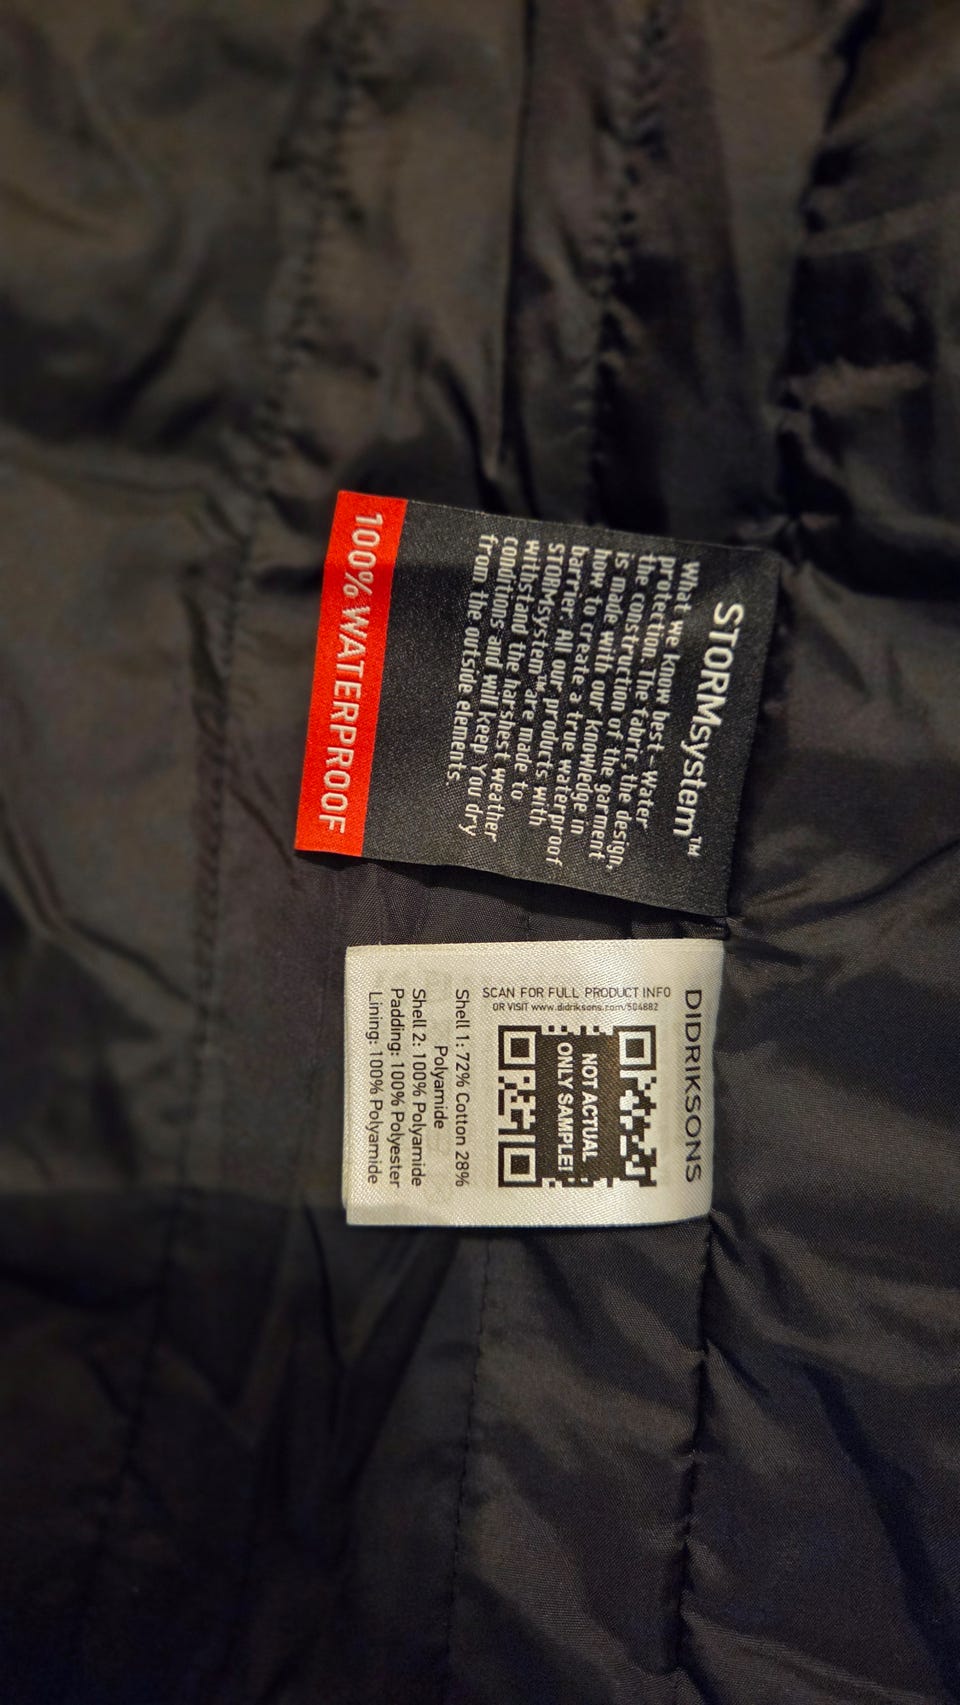 STORMsystem™
What we know best – water
protection. The fabric, the design,
the construction of the garment
is made with our knowledge in
how to create a true waterproof
barrier. All our products with
STORMsystem™ are made to
withstand the harshest weather
conditions and will keep you dry
from the outside elements.
100% WATERPROOF
DIDRIKSONS
SCAN FOR FULL PRODUCT INFO
OR VISIT www.didriksons.com/504882
NOT ACTUAL
ONLY SAMPLE!
Shell 1: 72% Cotton 28%
Polyamide
Shell 2: 100% Polyamide
Padding: 100% Polyester
Lining: 100% Polyamide